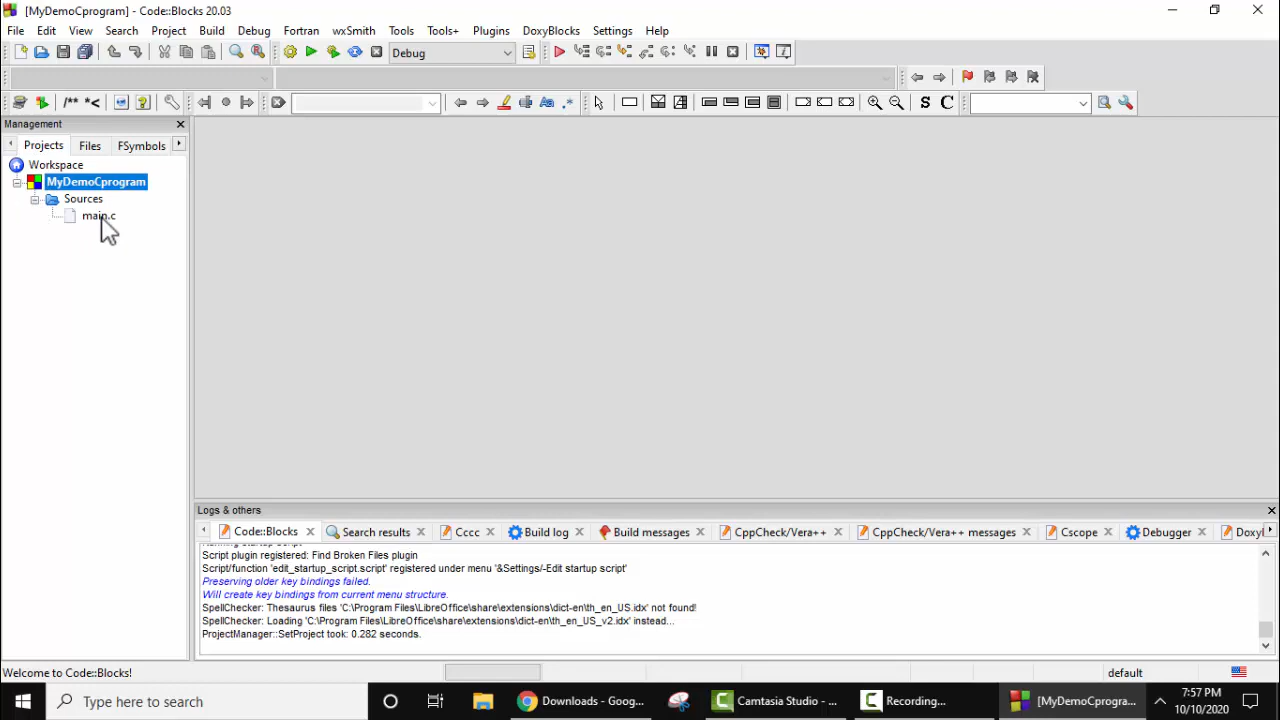 [MyDemoCprogram] - Code::Blocks 20.03
File Edit View Search Project Build Debug Fortran wxSmith Tools Tools+ Plugins DoxyBlocks Settings Help
Debug
/** *< S C
Management
Projects Files FSymbols
Workspace
MyDemoCprogram
Sources
main.c
Logs & others
Code::Blocks Search results Cccc Build log Build messages CppCheck/Vera++ CppCheck/Vera++ messages Cscope Debugger
Script plugin registered: Find Broken Files plugin
Script/function 'edit_startup_script.script' registered under menu '&Settings/-Edit startup script'
Preserving older key bindings failed.
Will create key bindings from current menu structure.
SpellChecker: Thesaurus files 'C:\Program Files\LibreOffice\share\extensions\dict-en\th_en_US.idx' not found!
SpellChecker: Loading 'C:\Program Files\LibreOffice\share\extensions\dict-en\th_en_US_v2.idx' instead...
ProjectManager::SetProject took: 0.282 seconds.
Welcome to Code::Blocks! default
Type here to search Downloads - Goog... Camtasia Studio - ... Recording... [MyDemoCprogra...
7:57 PM
10/10/2020